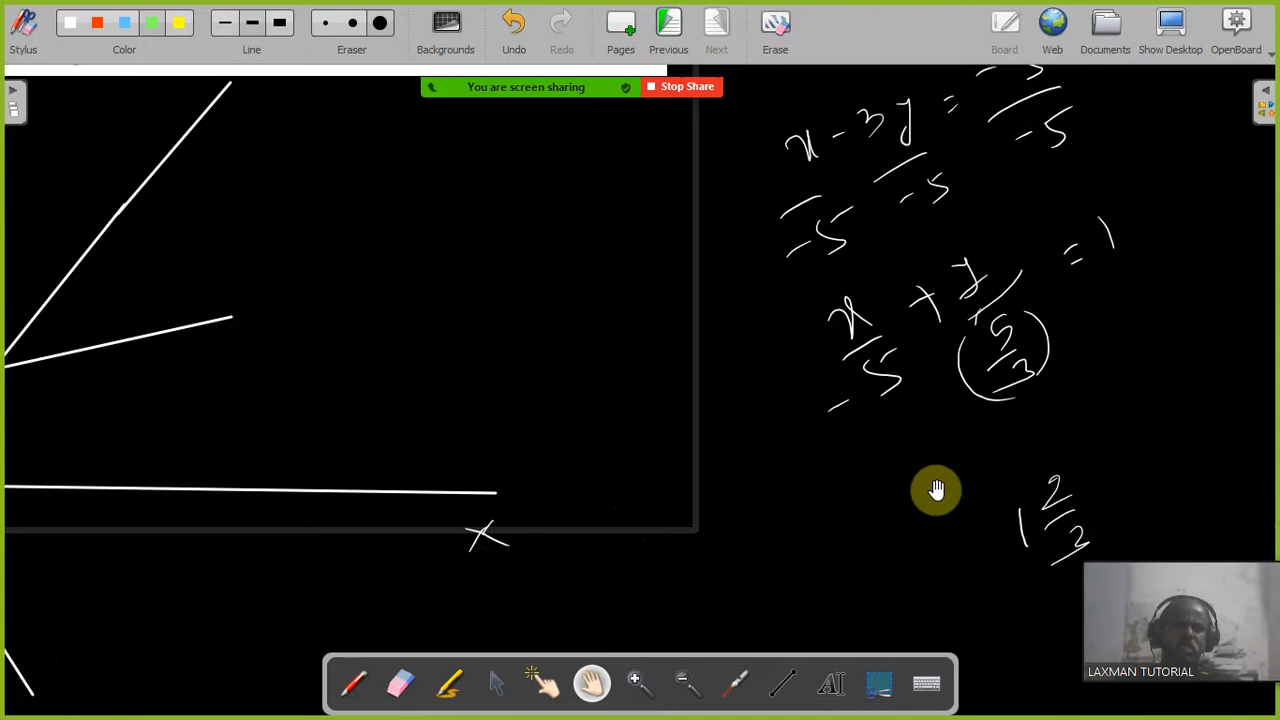 Stylus Color Line Eraser Backgrounds Undo Redo Pages Previous Next Erase Board Web Documents Show Desktop OpenBoard
You are screen sharing Stop Share
x - 3y =
-5 -5 -5
x/-5 + y/(5/3) = 1
1 2/3
x
AI
LAXMAN TUTORIAL